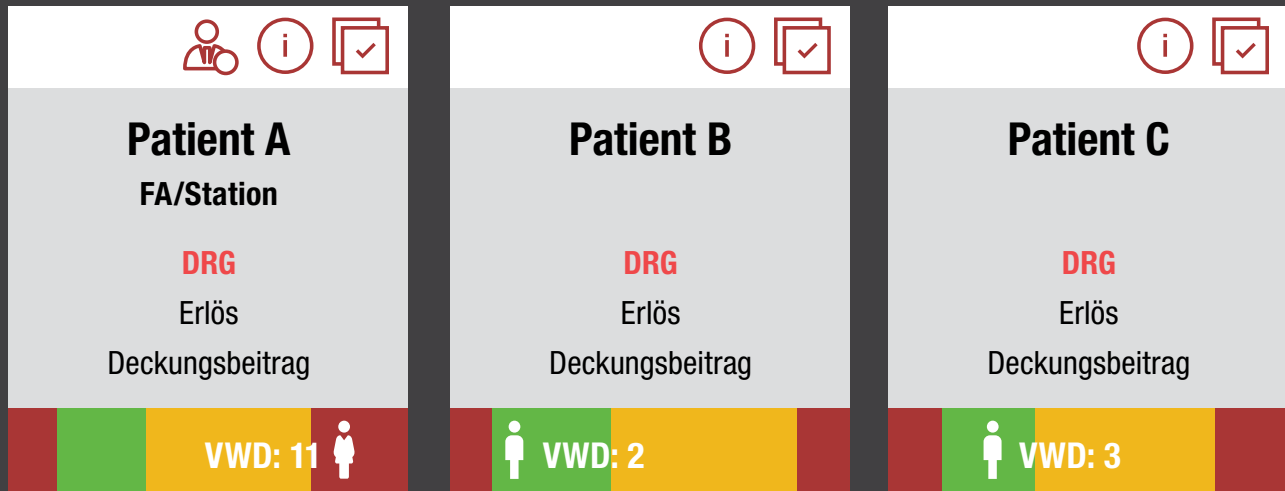 Patient A
FA/Station
DRG
Erlös
Deckungsbeitrag
VWD: 11
Patient B
DRG
Erlös
Deckungsbeitrag
VWD: 2
Patient C
DRG
Erlös
Deckungsbeitrag
VWD: 3